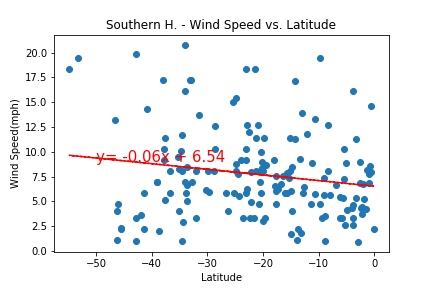 Southern H. - Wind Speed vs. Latitude
Wind Speed(mph)
20.0
17.5
15.0
12.5
10.0
7.5
5.0
2.5
0.0
y= -0.06x + 6.54
−50 −40 −30 −20 −10 0
Latitude